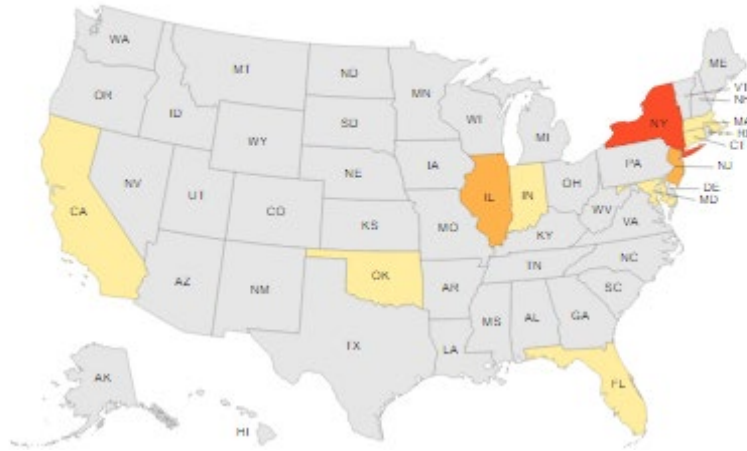 WA
ME
MT
ND
VT
OR
MN
NH
ID
WI
SD
NY
MA
WY
MI
CT
IA
PA
NJ
NE
NV
OH
IL
IN
DE
UT
MD
CA
CO
WV
VA
KS
MO
KY
NC
TN
OK
AZ
NM
AR
SC
MS
AL
GA
TX
LA
FL
AK
HI